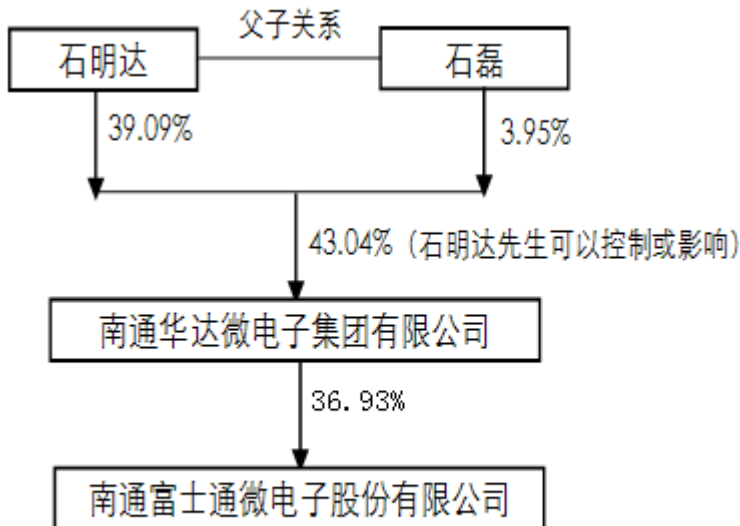 父子关系
石明达
石磊
39.09%
3.95%
43.04%（石明达先生可以控制或影响）
南通华达微电子集团有限公司
36.93%
南通富士通微电子股份有限公司